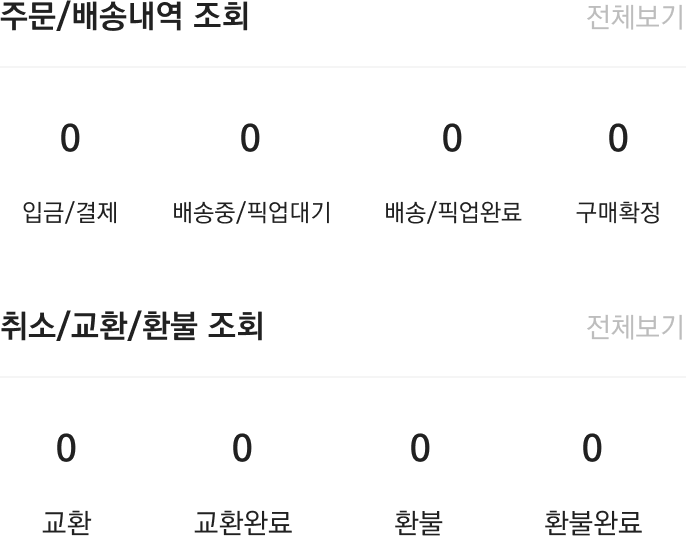 주문/배송내역 조회 전체보기
0 0 0 0
입금/결제 배송중/픽업대기 배송/픽업완료 구매확정
취소/교환/환불 조회 전체보기
0 0 0 0
교환 교환완료 환불 환불완료